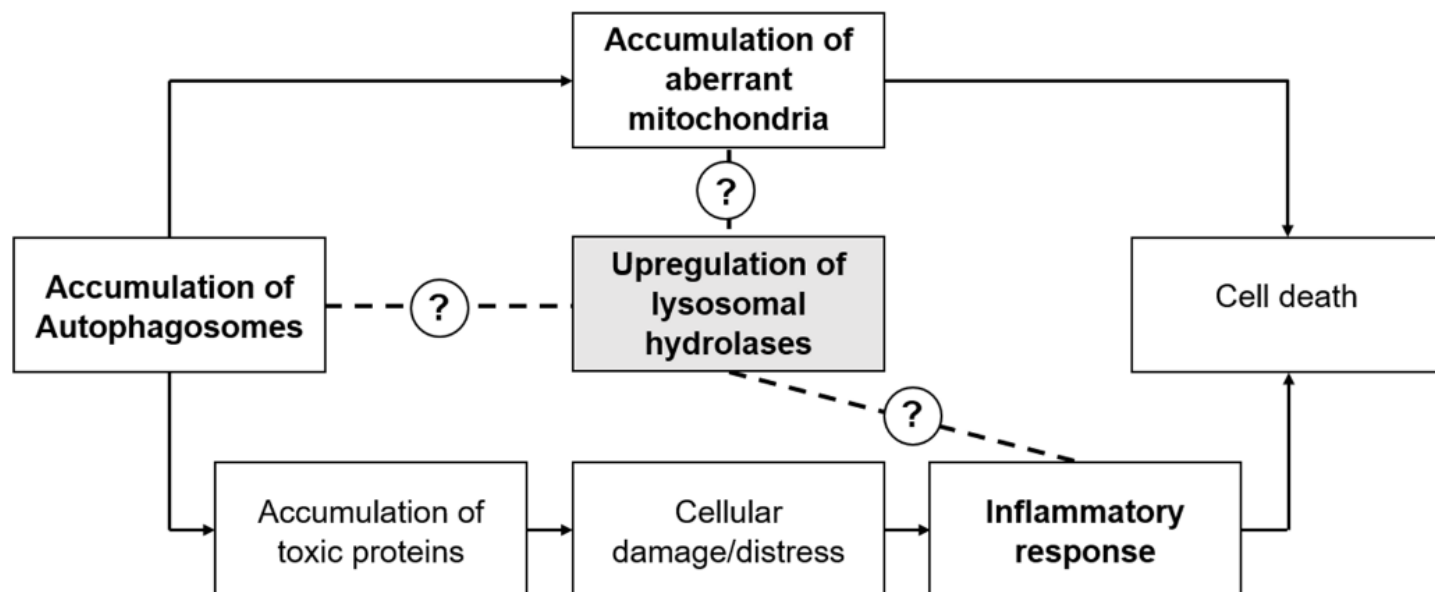 Accumulation of
aberrant
mitochondria
?
Accumulation of
Autophagosomes
?
Upregulation of
lysosomal
hydrolases
Cell death
?
Accumulation of
toxic proteins
Cellular
damage/distress
Inflammatory
response